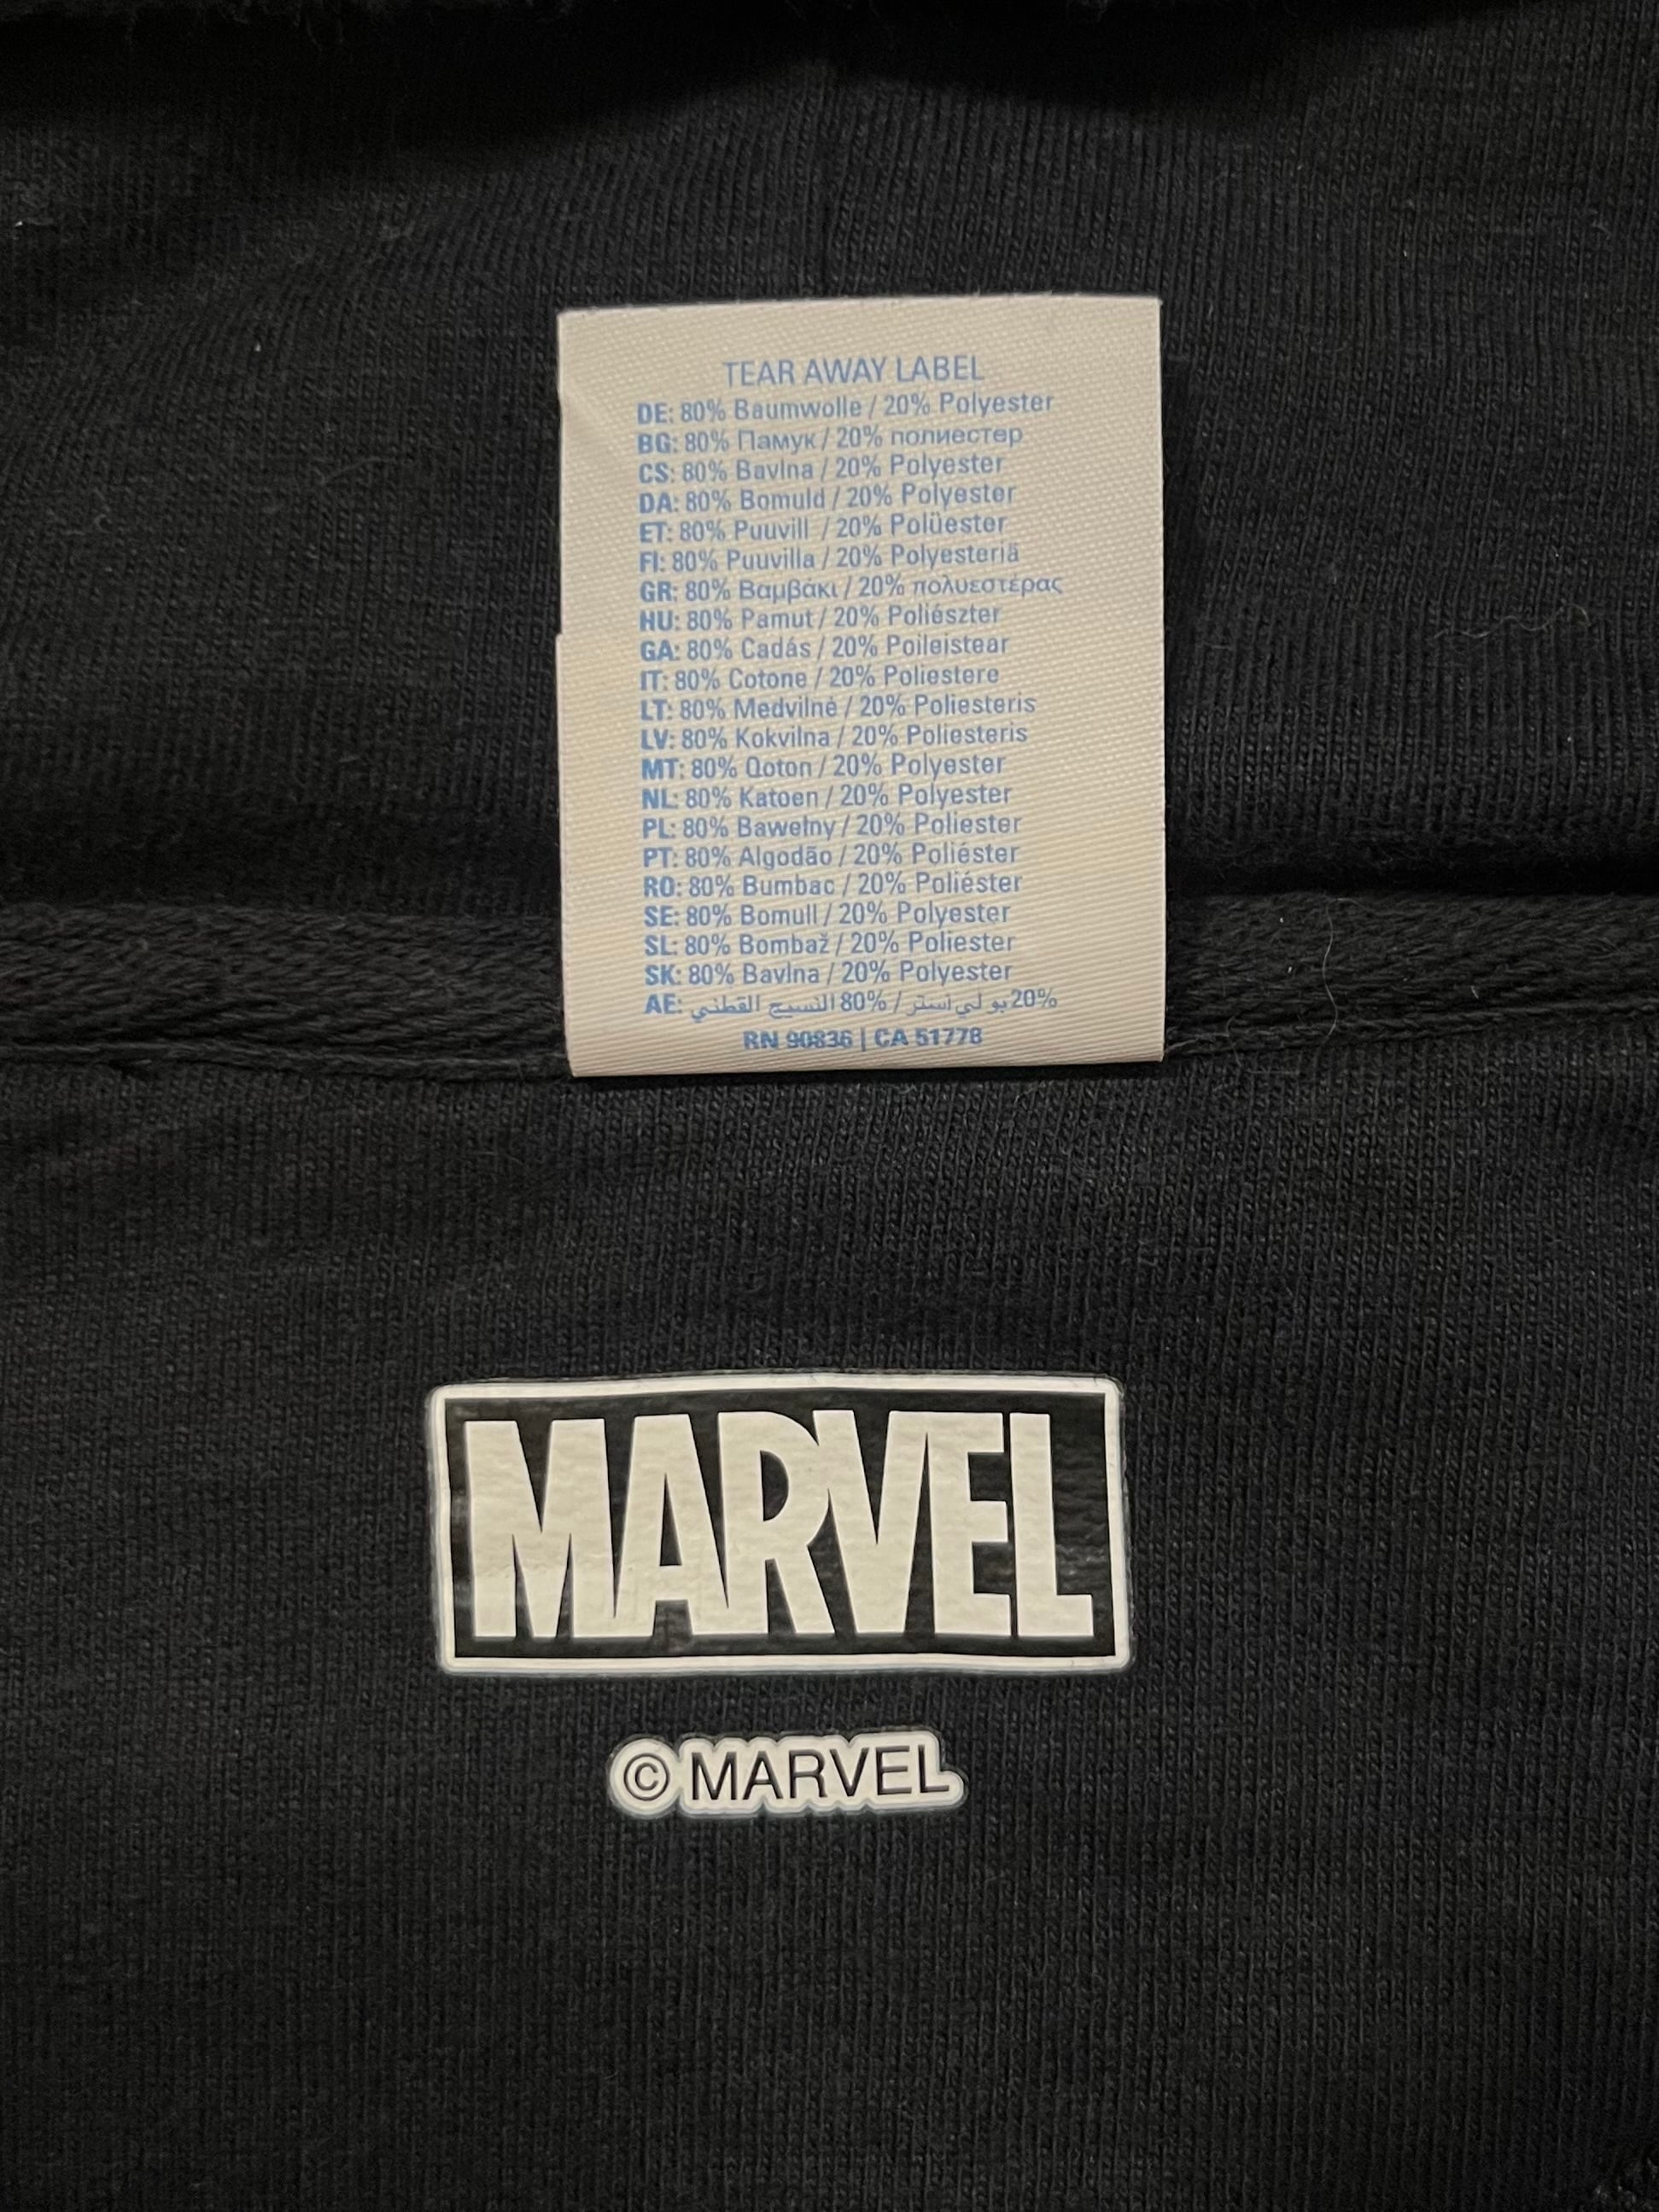 TEAR AWAY LABEL
DE: 80% Baumwolle / 20% Polyester
BG: 80% Памук / 20% полиестер
CS: 80% Bavlna / 20% Polyester
DA: 80% Bomuld / 20% Polyester
ET: 80% Puuvill / 20% Polüester
FI: 80% Puuvilla / 20% Polyesteriä
GR: 80% Βαμβάκι / 20% πολυεστέρας
HU: 80% Pamut / 20% Poliészter
GA: 80% Cadás / 20% Poileistear
IT: 80% Cotone / 20% Poliestere
LT: 80% Medvilnė / 20% Poliesteris
LV: 80% Kokvilna / 20% Poliesteris
MT: 80% Qoton / 20% Polyester
NL: 80% Katoen / 20% Polyester
PL: 80% Bawełny / 20% Poliester
PT: 80% Algodão / 20% Poliéster
RO: 80% Bumbac / 20% Poliéster
SE: 80% Bomull / 20% Polyester
SL: 80% Bombaž / 20% Poliester
SK: 80% Bavlna / 20% Polyester
AE: النسيج القطني 80% / بو لي استر 20%
RN 90836 | CA 51778
MARVEL
© MARVEL